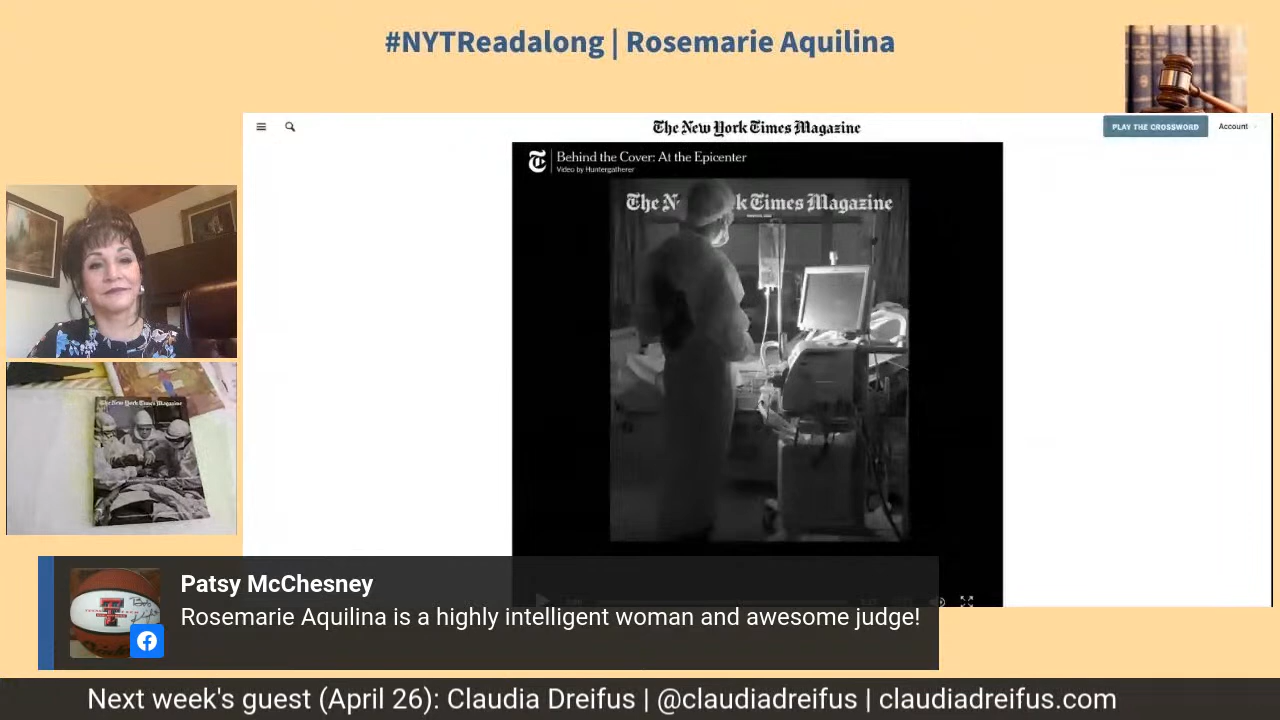 #NYTReadalong | Rosemarie Aquilina
The New York Times Magazine
PLAY THE CROSSWORD
Account
Behind the Cover: At the Epicenter
Video by Huntergatherer
The N k Times Magazine
The New York Times Magazine
Patsy McChesney
Rosemarie Aquilina is a highly intelligent woman and awesome judge!
Next week's guest (April 26): Claudia Dreifus | @claudiadreifus | claudiadreifus.com